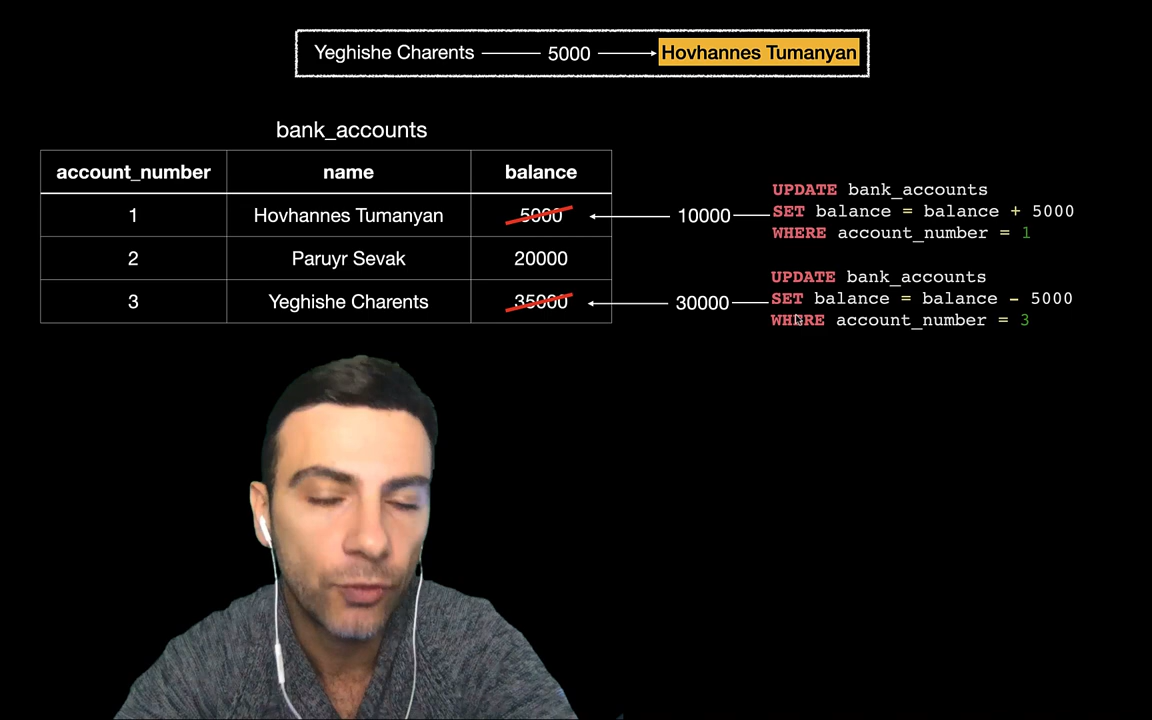 Yeghishe Charents 5000 Hovhannes Tumanyan
bank_accounts
account_number name balance
1 Hovhannes Tumanyan 5000
2 Paruyr Sevak 20000
3 Yeghishe Charents 35000
10000
30000
UPDATE bank_accounts
SET balance = balance + 5000
WHERE account_number = 1
UPDATE bank_accounts
SET balance = balance - 5000
WHERE account_number = 3